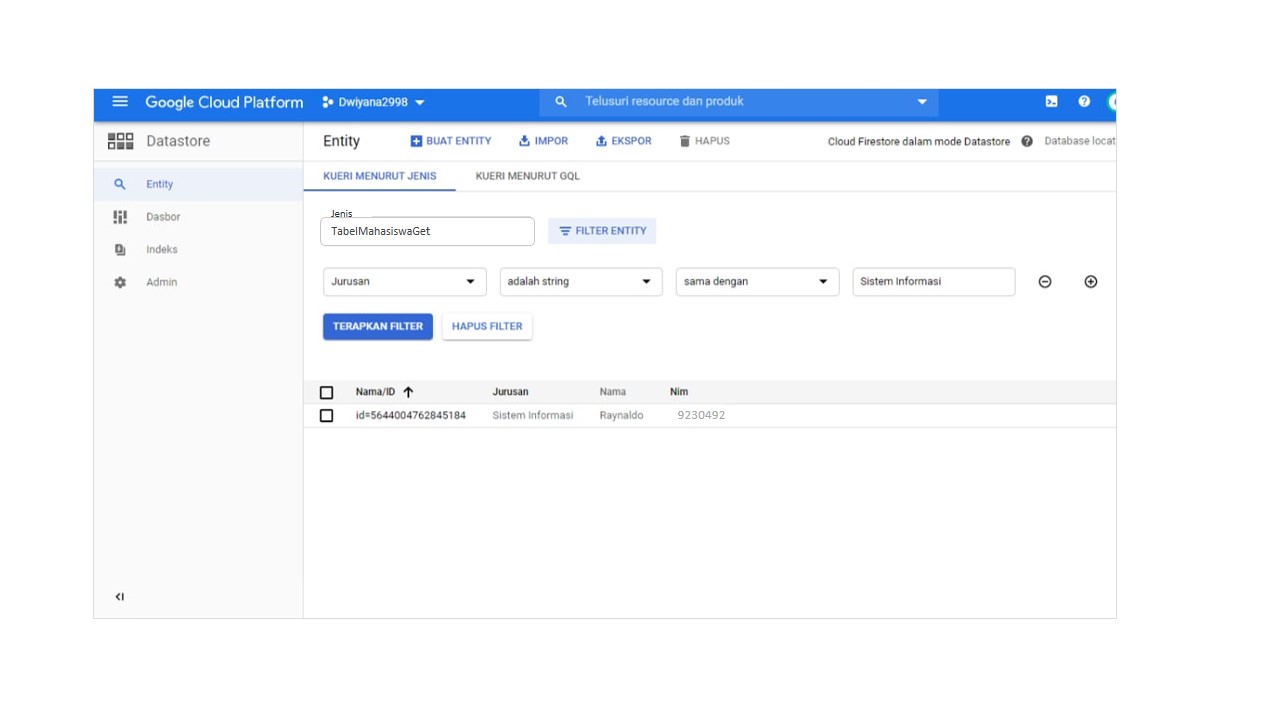 Google Cloud Platform Dwiyana2998 Telusuri resource dan produk
Datastore Entity BUAT ENTITY IMPOR EKSPOR HAPUS Cloud Firestore dalam mode Datastore Database locat
Entity
Dasbor
Indeks
Admin
KUERI MENURUT JENIS KUERI MENURUT GQL
Jenis
TabelMahasiswaGet FILTER ENTITY
Jurusan adalah string sama dengan Sistem Informasi
TERAPKAN FILTER HAPUS FILTER
Nama/ID Jurusan Nama Nim
id=5644004762845184 Sistem Informasi Raynaldo 9230492